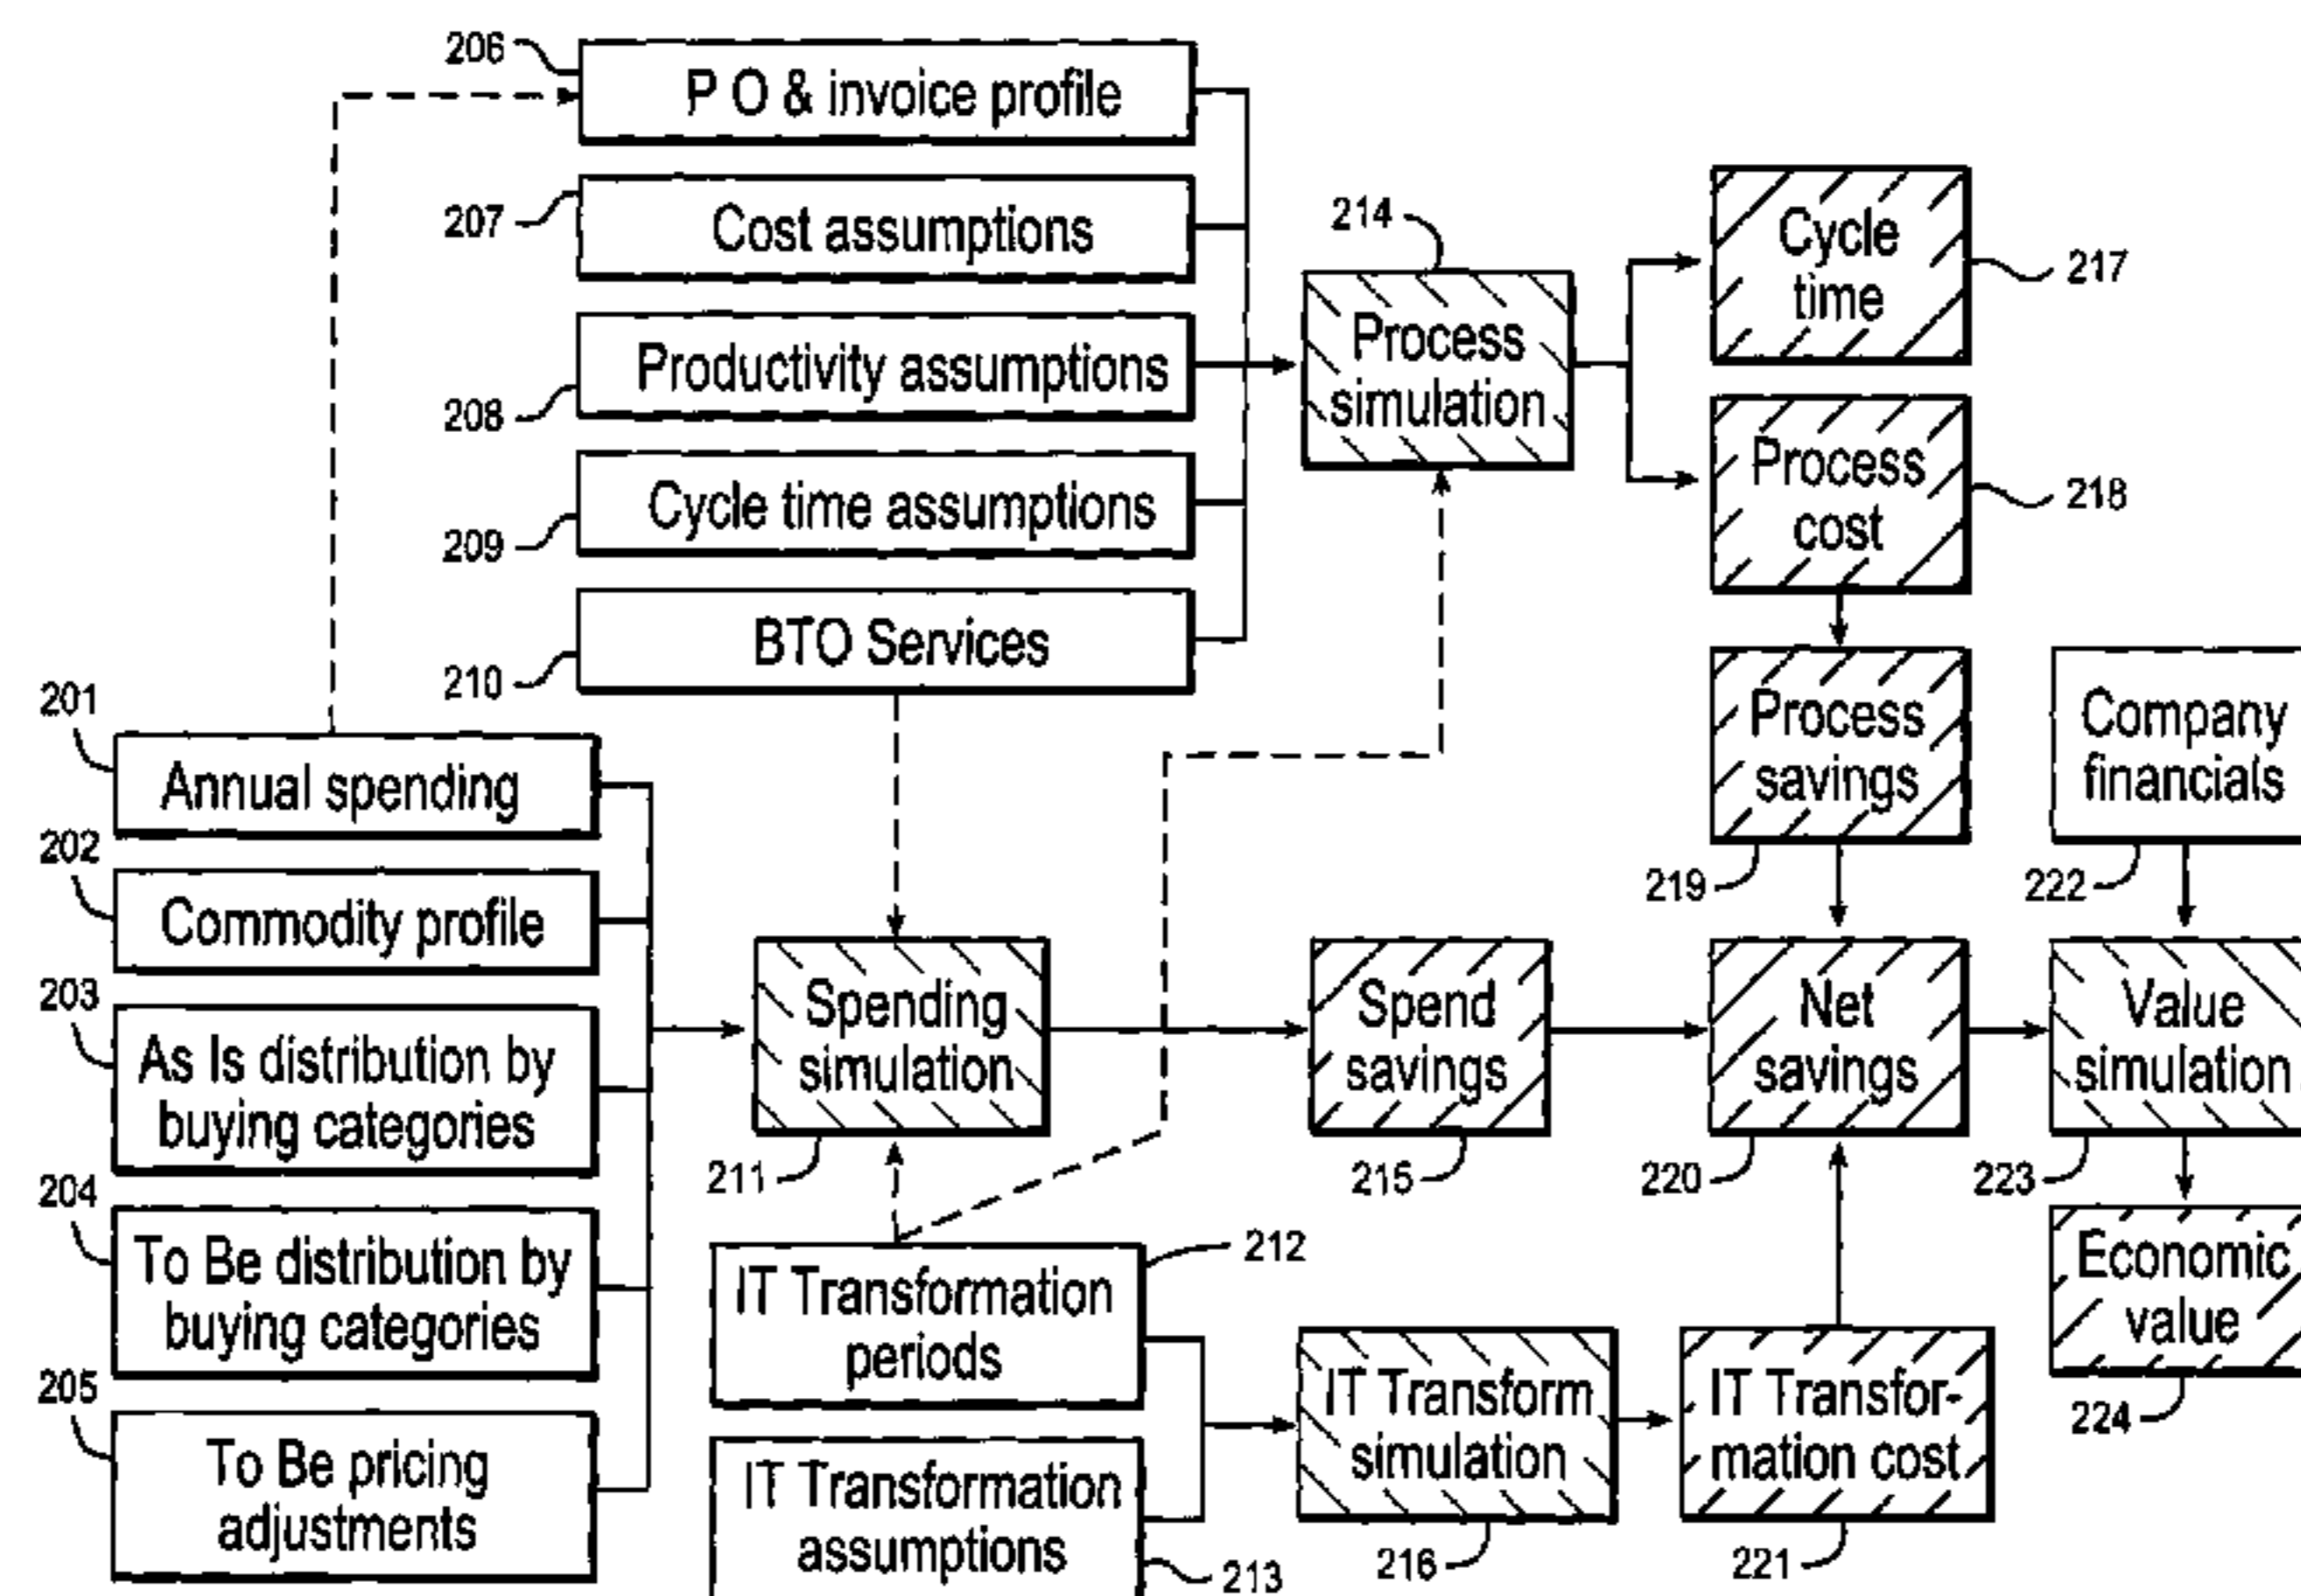 206
P O & invoice profile
207
Cost assumptions
208
Productivity assumptions
209
Cycle time assumptions
210
BTO Services
214
Process
simulation
Cycle
time
217
Process
cost
218
Process
savings
219
Company
financials
222
201
Annual spending
202
Commodity profile
203
As Is distribution by
buying categories
204
To Be distribution by
buying categories
205
To Be pricing
adjustments
Spending
simulation
211
Spend
savings
215
Net
savings
220
Value
simulation
223
Economic
value
224
212
IT Transformation
periods
IT Transformation
assumptions
213
IT Transform
simulation
216
IT Transfor-
mation cost
221